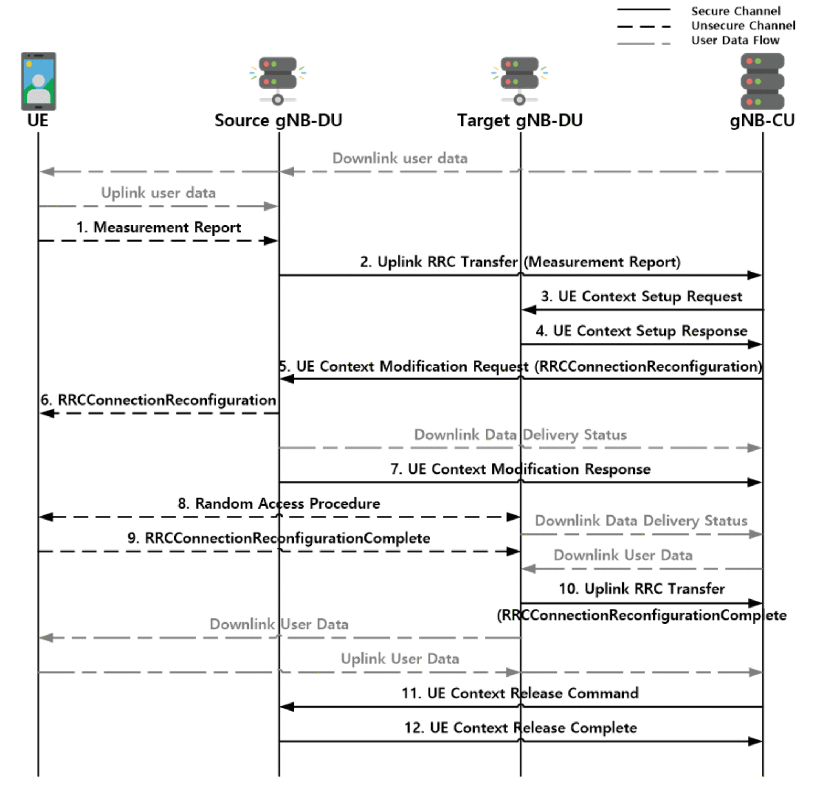 Secure Channel
Unsecure Channel
User Data Flow
UE
Source gNB-DU
Target gNB-DU
gNB-CU
Downlink user data
Uplink user data
1. Measurement Report
2. Uplink RRC Transfer (Measurement Report)
3. UE Context Setup Request
4. UE Context Setup Response
5. UE Context Modification Request (RRCConnectionReconfiguration)
6. RRCConnectionReconfiguration
Downlink Data Delivery Status
7. UE Context Modification Response
8. Random Access Procedure
Downlink Data Delivery Status
9. RRCConnectionReconfigurationComplete
Downlink User Data
10. Uplink RRC Transfer
(RRCConnectionReconfigurationComplete
Downlink User Data
Uplink User Data
11. UE Context Release Command
12. UE Context Release Complete